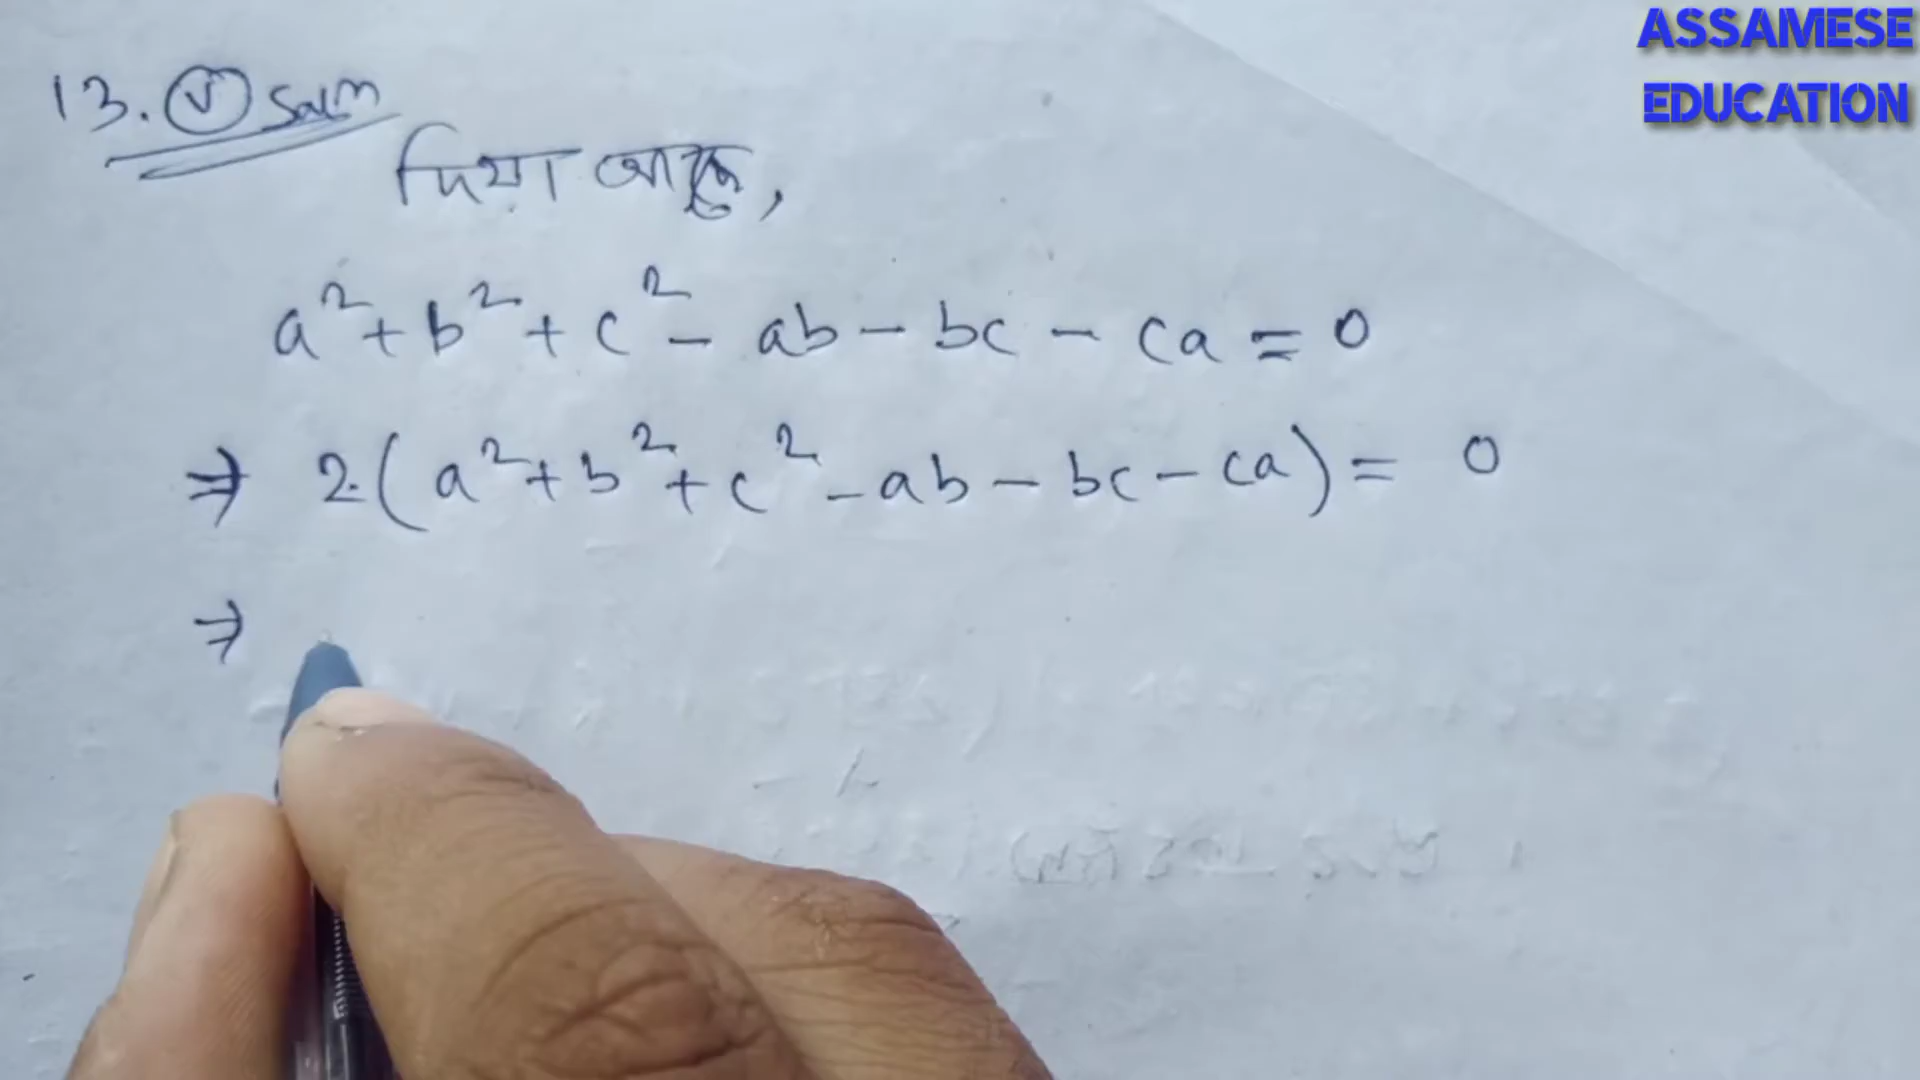 ASSAMESE
EDUCATION
13. (v) Soln
দিয়া আছে,
a² + b² + c² - ab - bc - ca = 0
⇒ 2(a² + b² + c² - ab - bc - ca) = 0
⇒